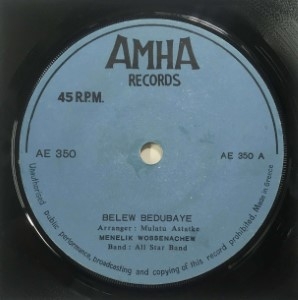 AMHA
RECORDS
45 R.P.M.
AE 350
AE 350 A
BELEW BEDUBAYE
Arranger : Mulatu Astatke
MENELIK WOSSENACHEW
Band : All Star Band
Unauthorized public performance, broadcasting and copying of this record prohibited. Made in Greece